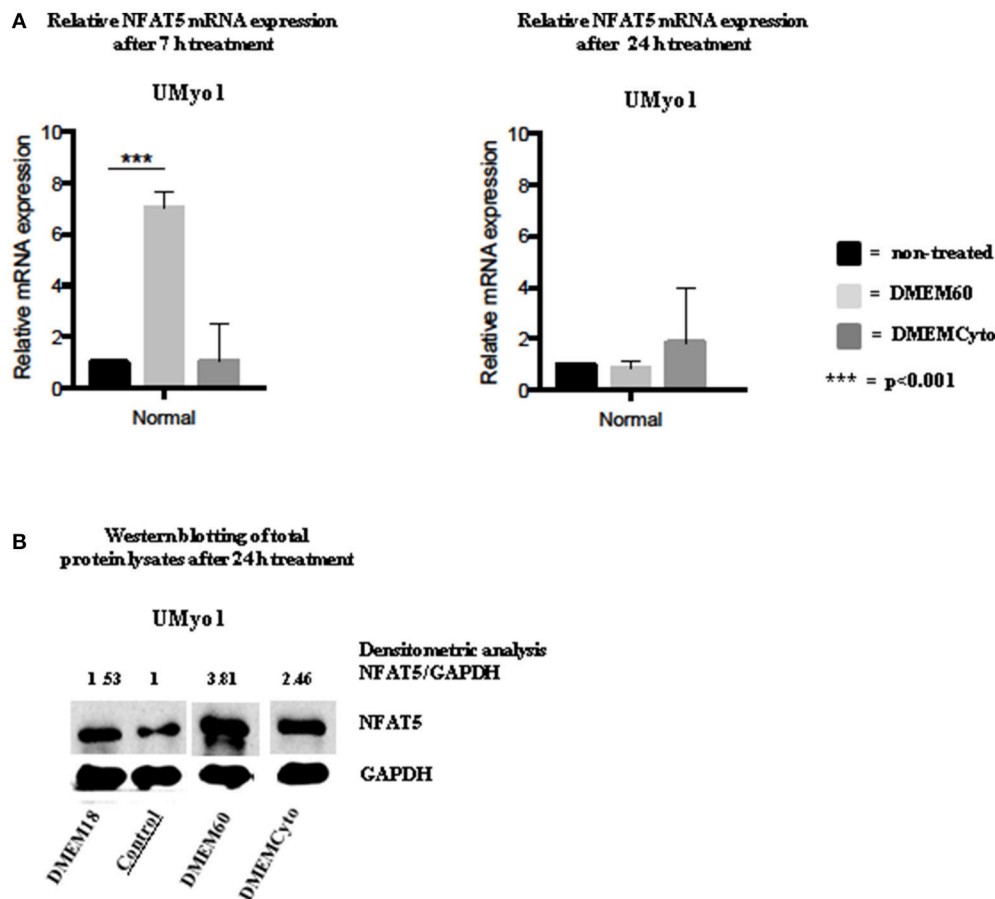 A
Relative NFAT5 mRNA expression
after 7 h treatment
UMyo1
Relative mRNA expression
10
8
6
4
2
0
***
Normal
Relative NFAT5 mRNA expression
after 24 h treatment
UMyo1
Relative mRNA expression
10
8
6
4
2
0
Normal
= non-treated
= DMEM60
= DMEMCyto
*** = p<0.001
B
Western blotting of total
protein lysates after 24 h treatment
UMyo1
Densitometric analysis
NFAT5/GAPDH
1.53 1 3.81 2.46
NFAT5
GAPDH
DMEM18
Control
DMEM60
DMEMCyto